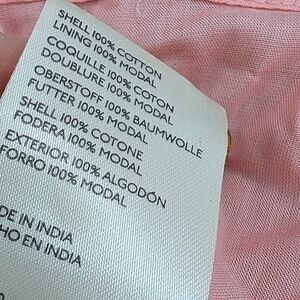 SHELL 100% COTTON
LINING 100% MODAL
COQUILLE 100% COTON
DOUBLURE 100% MODAL
OBERSTOFF 100% BAUMWOLLE
FUTTER 100% MODAL
SHELL 100% COTONE
FODERA 100% MODAL
EXTERIOR 100% ALGODÓN
FORRO 100% MODAL
DE IN INDIA
HO EN INDIA